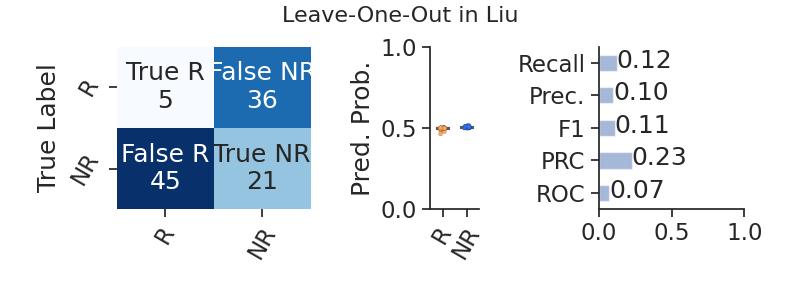 Leave-One-Out in Liu
True Label
R
NR
True R
5
False NR
36
False R
45
True NR
21
R
NR
Pred. Prob.
1.0
0.5
0.0
R
NR
Recall
0.12
Prec.
0.10
F1
0.11
PRC
0.23
ROC
0.07
0.0
0.5
1.0